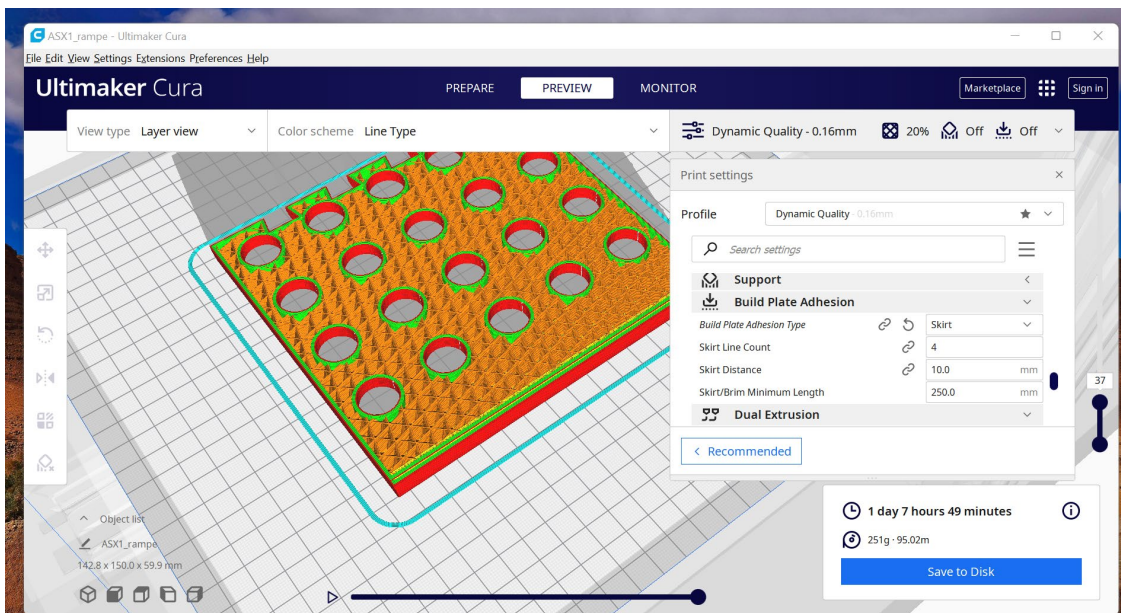 ASX1_rampe - Ultimaker Cura
File Edit View Settings Extensions Preferences Help
Ultimaker Cura
PREPARE
PREVIEW
MONITOR
Marketplace
Sign in
View type Layer view
Color scheme Line Type
Dynamic Quality - 0.16mm
20%
Off
Off
Print settings
Profile
Dynamic Quality - 0.16mm
Search settings
Support
Build Plate Adhesion
Build Plate Adhesion Type
Skirt
Skirt Line Count
4
Skirt Distance
10.0 mm
Skirt/Brim Minimum Length
250.0 mm
Dual Extrusion
< Recommended
37
Object list
ASX1_rampe
142.8 x 150.0 x 59.9 mm
1 day 7 hours 49 minutes
251g · 95.02m
Save to Disk